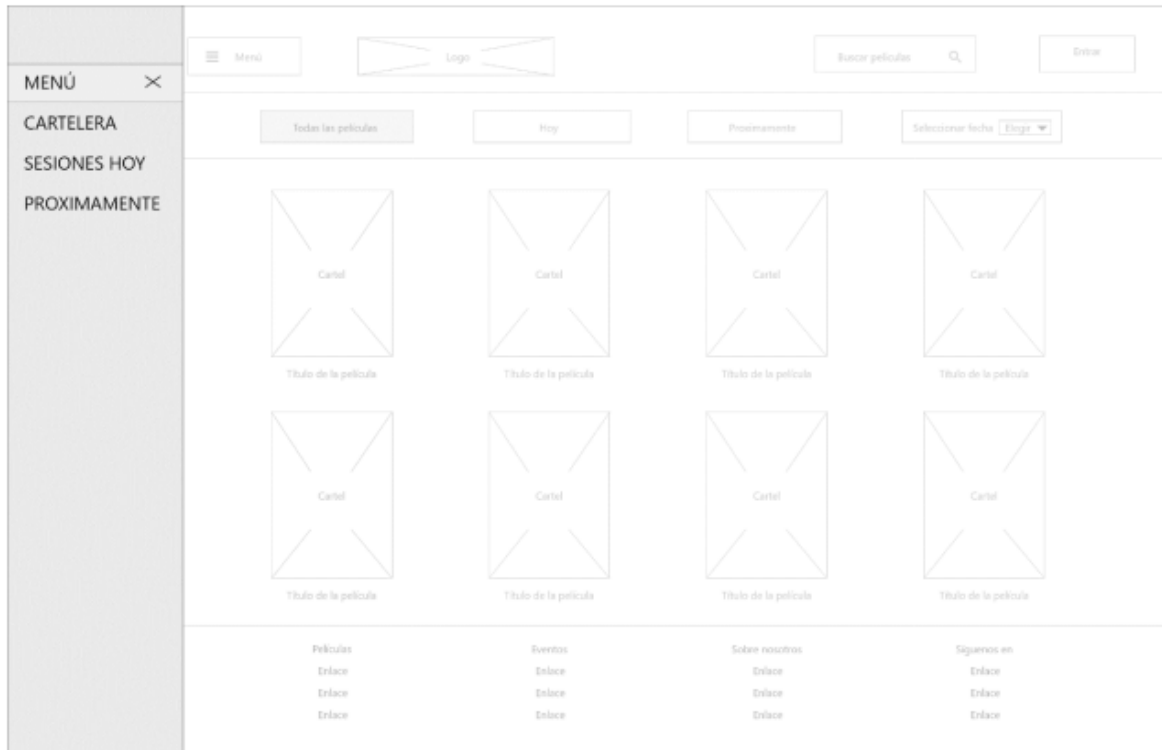 MENÚ
CARTELERA
SESIONES HOY
PROXIMAMENTE
Menú
Logo
Buscar películas
Entrar
Todas las películas
Hoy
Proximamente
Seleccionar fecha Elegir
Cartel Cartel Cartel Cartel
Título de la película Título de la película Título de la película Título de la película
Cartel Cartel Cartel Cartel
Título de la película Título de la película Título de la película Título de la película
Películas Eventos Sobre nosotros Síguenos en
Enlace Enlace Enlace Enlace
Enlace Enlace Enlace Enlace
Enlace Enlace Enlace Enlace